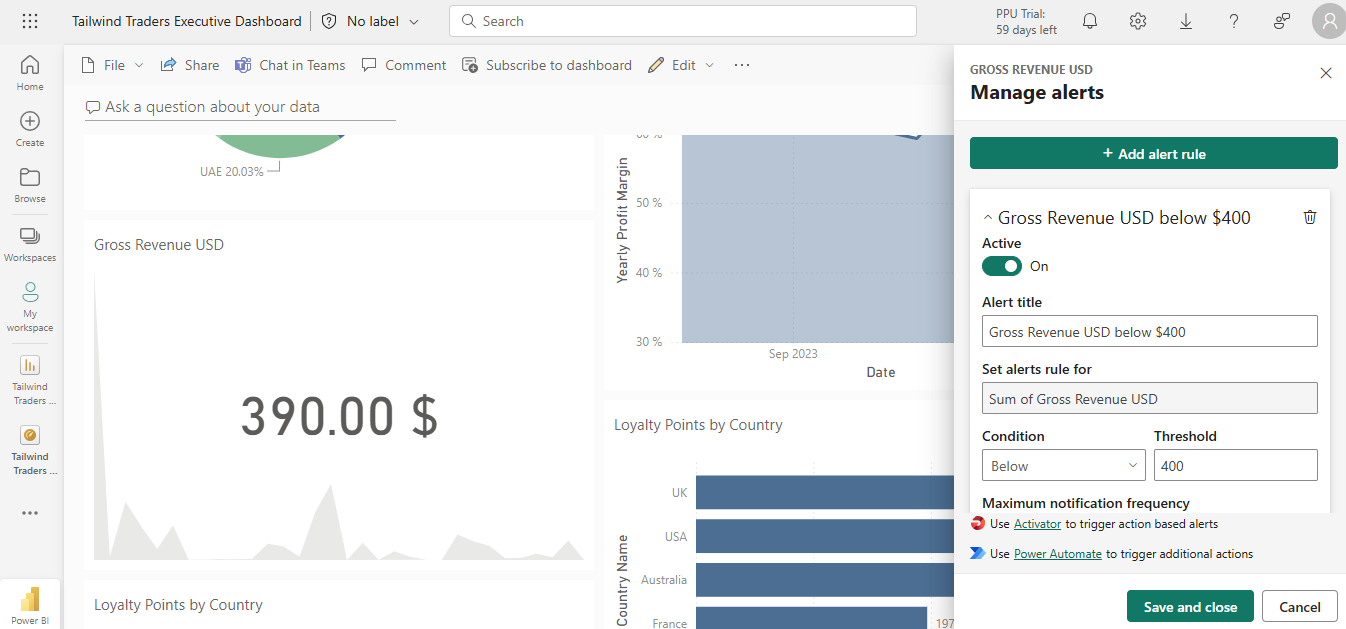 Tailwind Traders Executive Dashboard
No label
Search
PPU Trial:
59 days left
Home
Create
Browse
Workspaces
My
workspace
Tailwind
Traders ...
Tailwind
Traders ...
Power BI
File
Share
Chat in Teams
Comment
Subscribe to dashboard
Edit
Ask a question about your data
UAE 20.03%
Gross Revenue USD
390.00 $
Loyalty Points by Country
Yearly Profit Margin
60 %
50 %
40 %
30 %
Sep 2023
Date
Loyalty Points by Country
Country Name
UK
USA
Australia
France
197
GROSS REVENUE USD
Manage alerts
+ Add alert rule
Gross Revenue USD below $400
Active
On
Alert title
Gross Revenue USD below $400
Set alerts rule for
Sum of Gross Revenue USD
Condition Threshold
Below 400
Maximum notification frequency
Use Activator to trigger action based alerts
Use Power Automate to trigger additional actions
Save and close Cancel